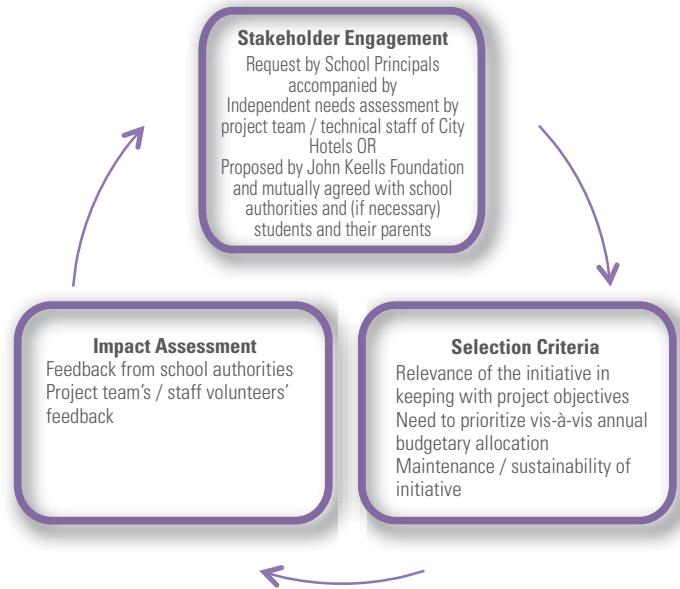 Stakeholder Engagement
Request by School Principals
accompanied by
Independent needs assessment by
project team / technical staff of City
Hotels OR
Proposed by John Keells Foundation
and mutually agreed with school
authorities and (if necessary)
students and their parents
Impact Assessment
Feedback from school authorities
Project team's / staff volunteers'
feedback
Selection Criteria
Relevance of the initiative in
keeping with project objectives
Need to prioritize vis-à-vis annual
budgetary allocation
Maintenance / sustainability of
initiative